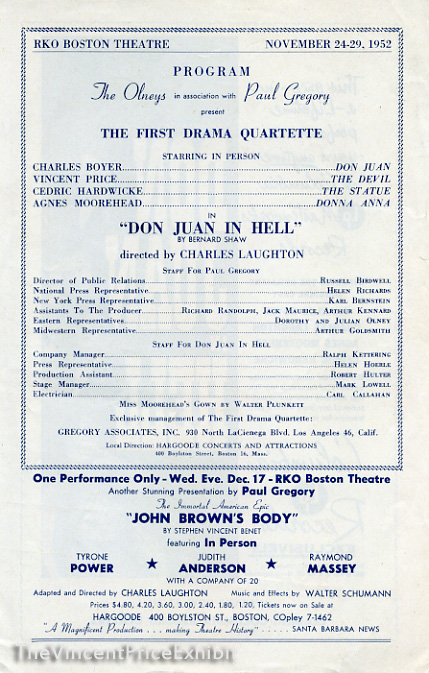 RKO BOSTON THEATRE NOVEMBER 24-29, 1952
PROGRAM
The Olneys in association with Paul Gregory
present
THE FIRST DRAMA QUARTETTE
STARRING IN PERSON
CHARLES BOYER DON JUAN
VINCENT PRICE THE DEVIL
CEDRIC HARDWICKE THE STATUE
AGNES MOOREHEAD DONNA ANNA
IN
"DON JUAN IN HELL"
BY BERNARD SHAW
directed by CHARLES LAUGHTON
STAFF FOR PAUL GREGORY
Director of Public Relations RUSSELL BIRDWELL
National Press Representative HELEN RICHARDS
New York Press Representative KARL BERNSTEIN
Assistants To The Producer RICHARD RANDOLPH, JACK MAURICE, ARTHUR KENNARD
Eastern Representatives DOROTHY AND JULIAN OLNEY
Midwestern Representative ARTHUR GOLDSMITH
STAFF FOR DON JUAN IN HELL
Company Manager RALPH KETTERING
Press Representative HELEN HOERLE
Production Assistant ROBERT HULTER
Stage Manager MARK LOWELL
Electrician CARL CALLAHAN
MISS MOOREHEAD'S GOWN BY WALTER PLUNKETT
Exclusive management of The First Drama Quartette:
GREGORY ASSOCIATES, INC. 930 North LaCienega Blvd. Los Angeles 46, Calif.
Local Direction: HARGOODE CONCERTS AND ATTRACTIONS
400 Boylston Street, Boston 16, Mass.
One Performance Only - Wed. Eve. Dec. 17 - RKO Boston Theatre
Another Stunning Presentation by Paul Gregory
The Immortal American Epic
"JOHN BROWN'S BODY"
BY STEPHEN VINCENT BENET
featuring In Person
TYRONE JUDITH RAYMOND
POWER ★ ANDERSON ★ MASSEY
WITH A COMPANY OF 20
Adapted and Directed by CHARLES LAUGHTON Music and Effects by WALTER SCHUMANN
Prices $4.80, 4.20, 3.60, 3.00, 2.40, 1.80, 1.20, Tickets now on Sale at
HARGOODE 400 BOYLSTON ST., BOSTON, COpley 7-1462
"A Magnificent Production . . . making Theatre History" SANTA BARBARA NEWS
TheVincentPriceExhibi